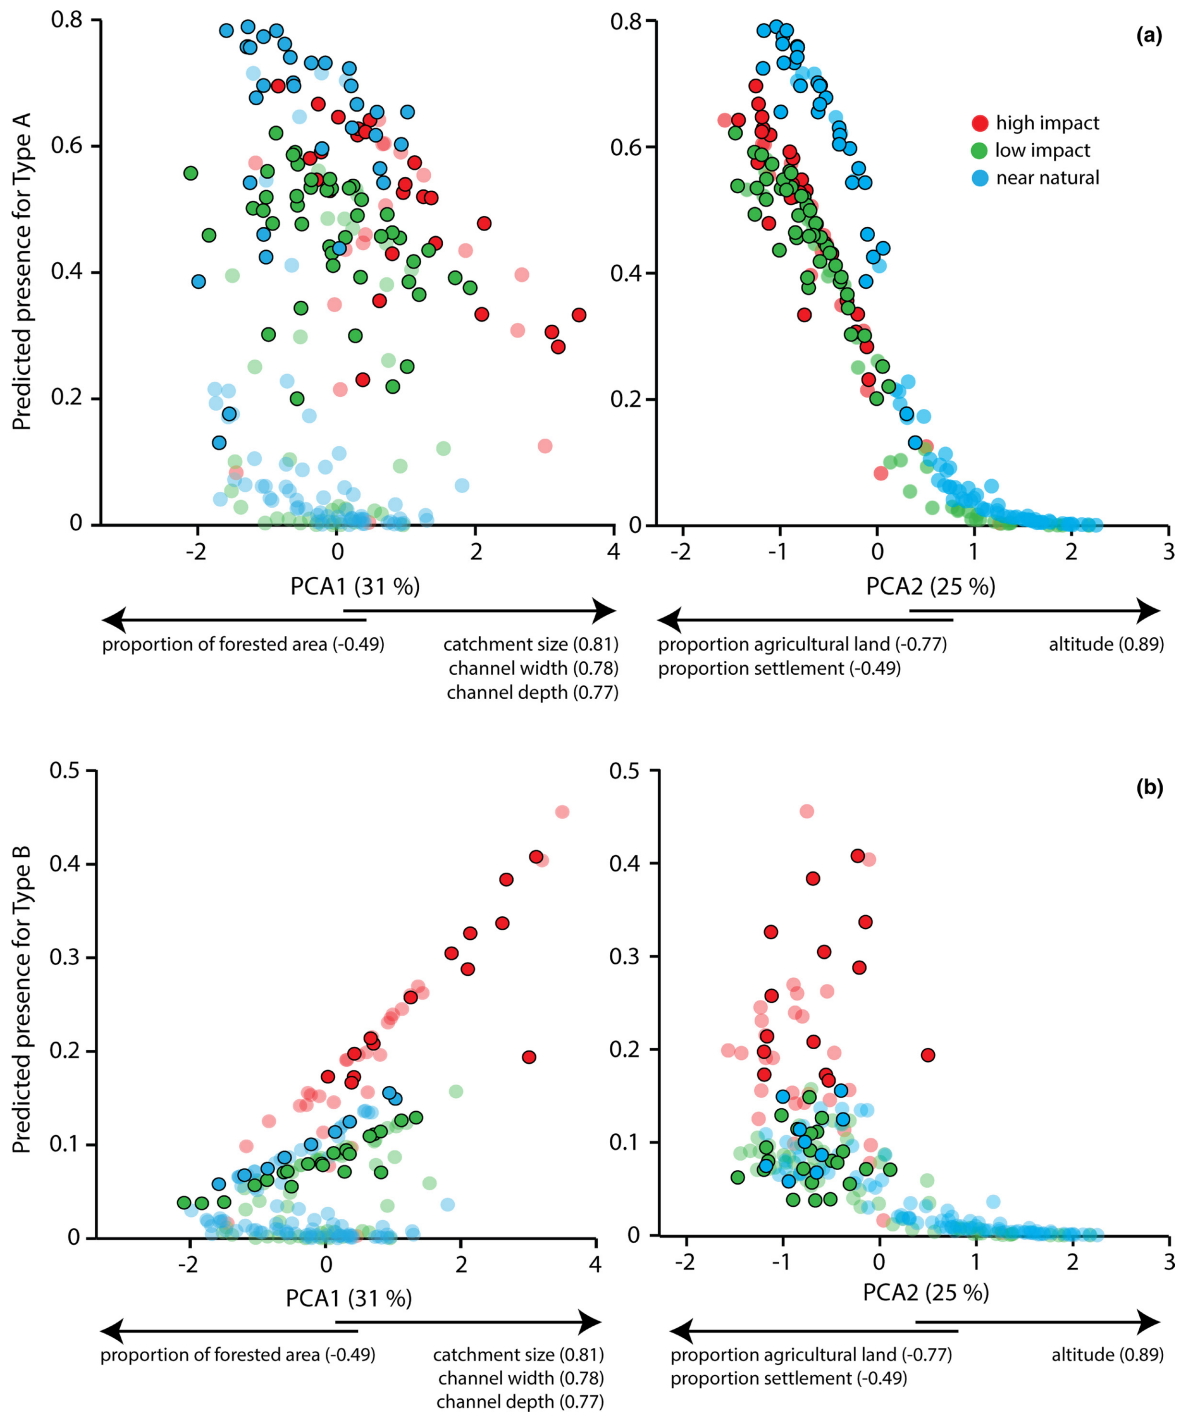 (a)
Predicted presence for Type A
0.8
0.6
0.4
0.2
0
-2
0
2
4
PCA1 (31 %)
proportion of forested area (-0.49)
catchment size (0.81)
channel width (0.78)
channel depth (0.77)
0.8
0.6
0.4
0.2
0
high impact
low impact
near natural
-2
-1
0
1
2
3
PCA2 (25 %)
proportion agricultural land (-0.77)
proportion settlement (-0.49)
altitude (0.89)
(b)
Predicted presence for Type B
0.5
0.4
0.3
0.2
0.1
0
-2
0
2
4
PCA1 (31 %)
proportion of forested area (-0.49)
catchment size (0.81)
channel width (0.78)
channel depth (0.77)
0.5
0.4
0.3
0.2
0.1
0
-2
-1
0
1
2
3
PCA2 (25 %)
proportion agricultural land (-0.77)
proportion settlement (-0.49)
altitude (0.89)